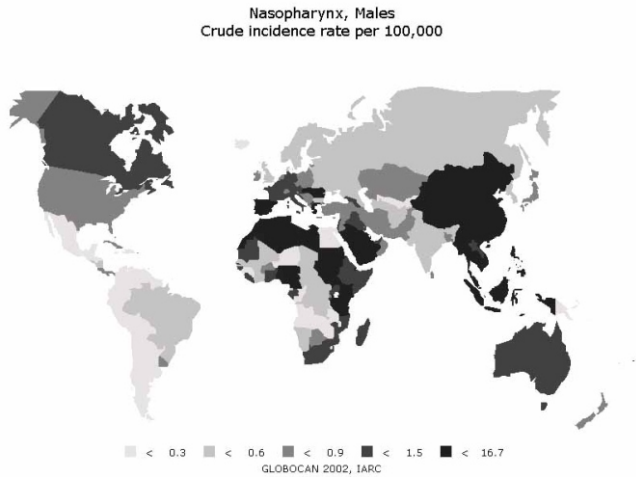 Nasopharynx, Males
Crude incidence rate per 100,000
< 0.3 < 0.6 < 0.9 < 1.5 < 16.7
GLOBOCAN 2002, IARC